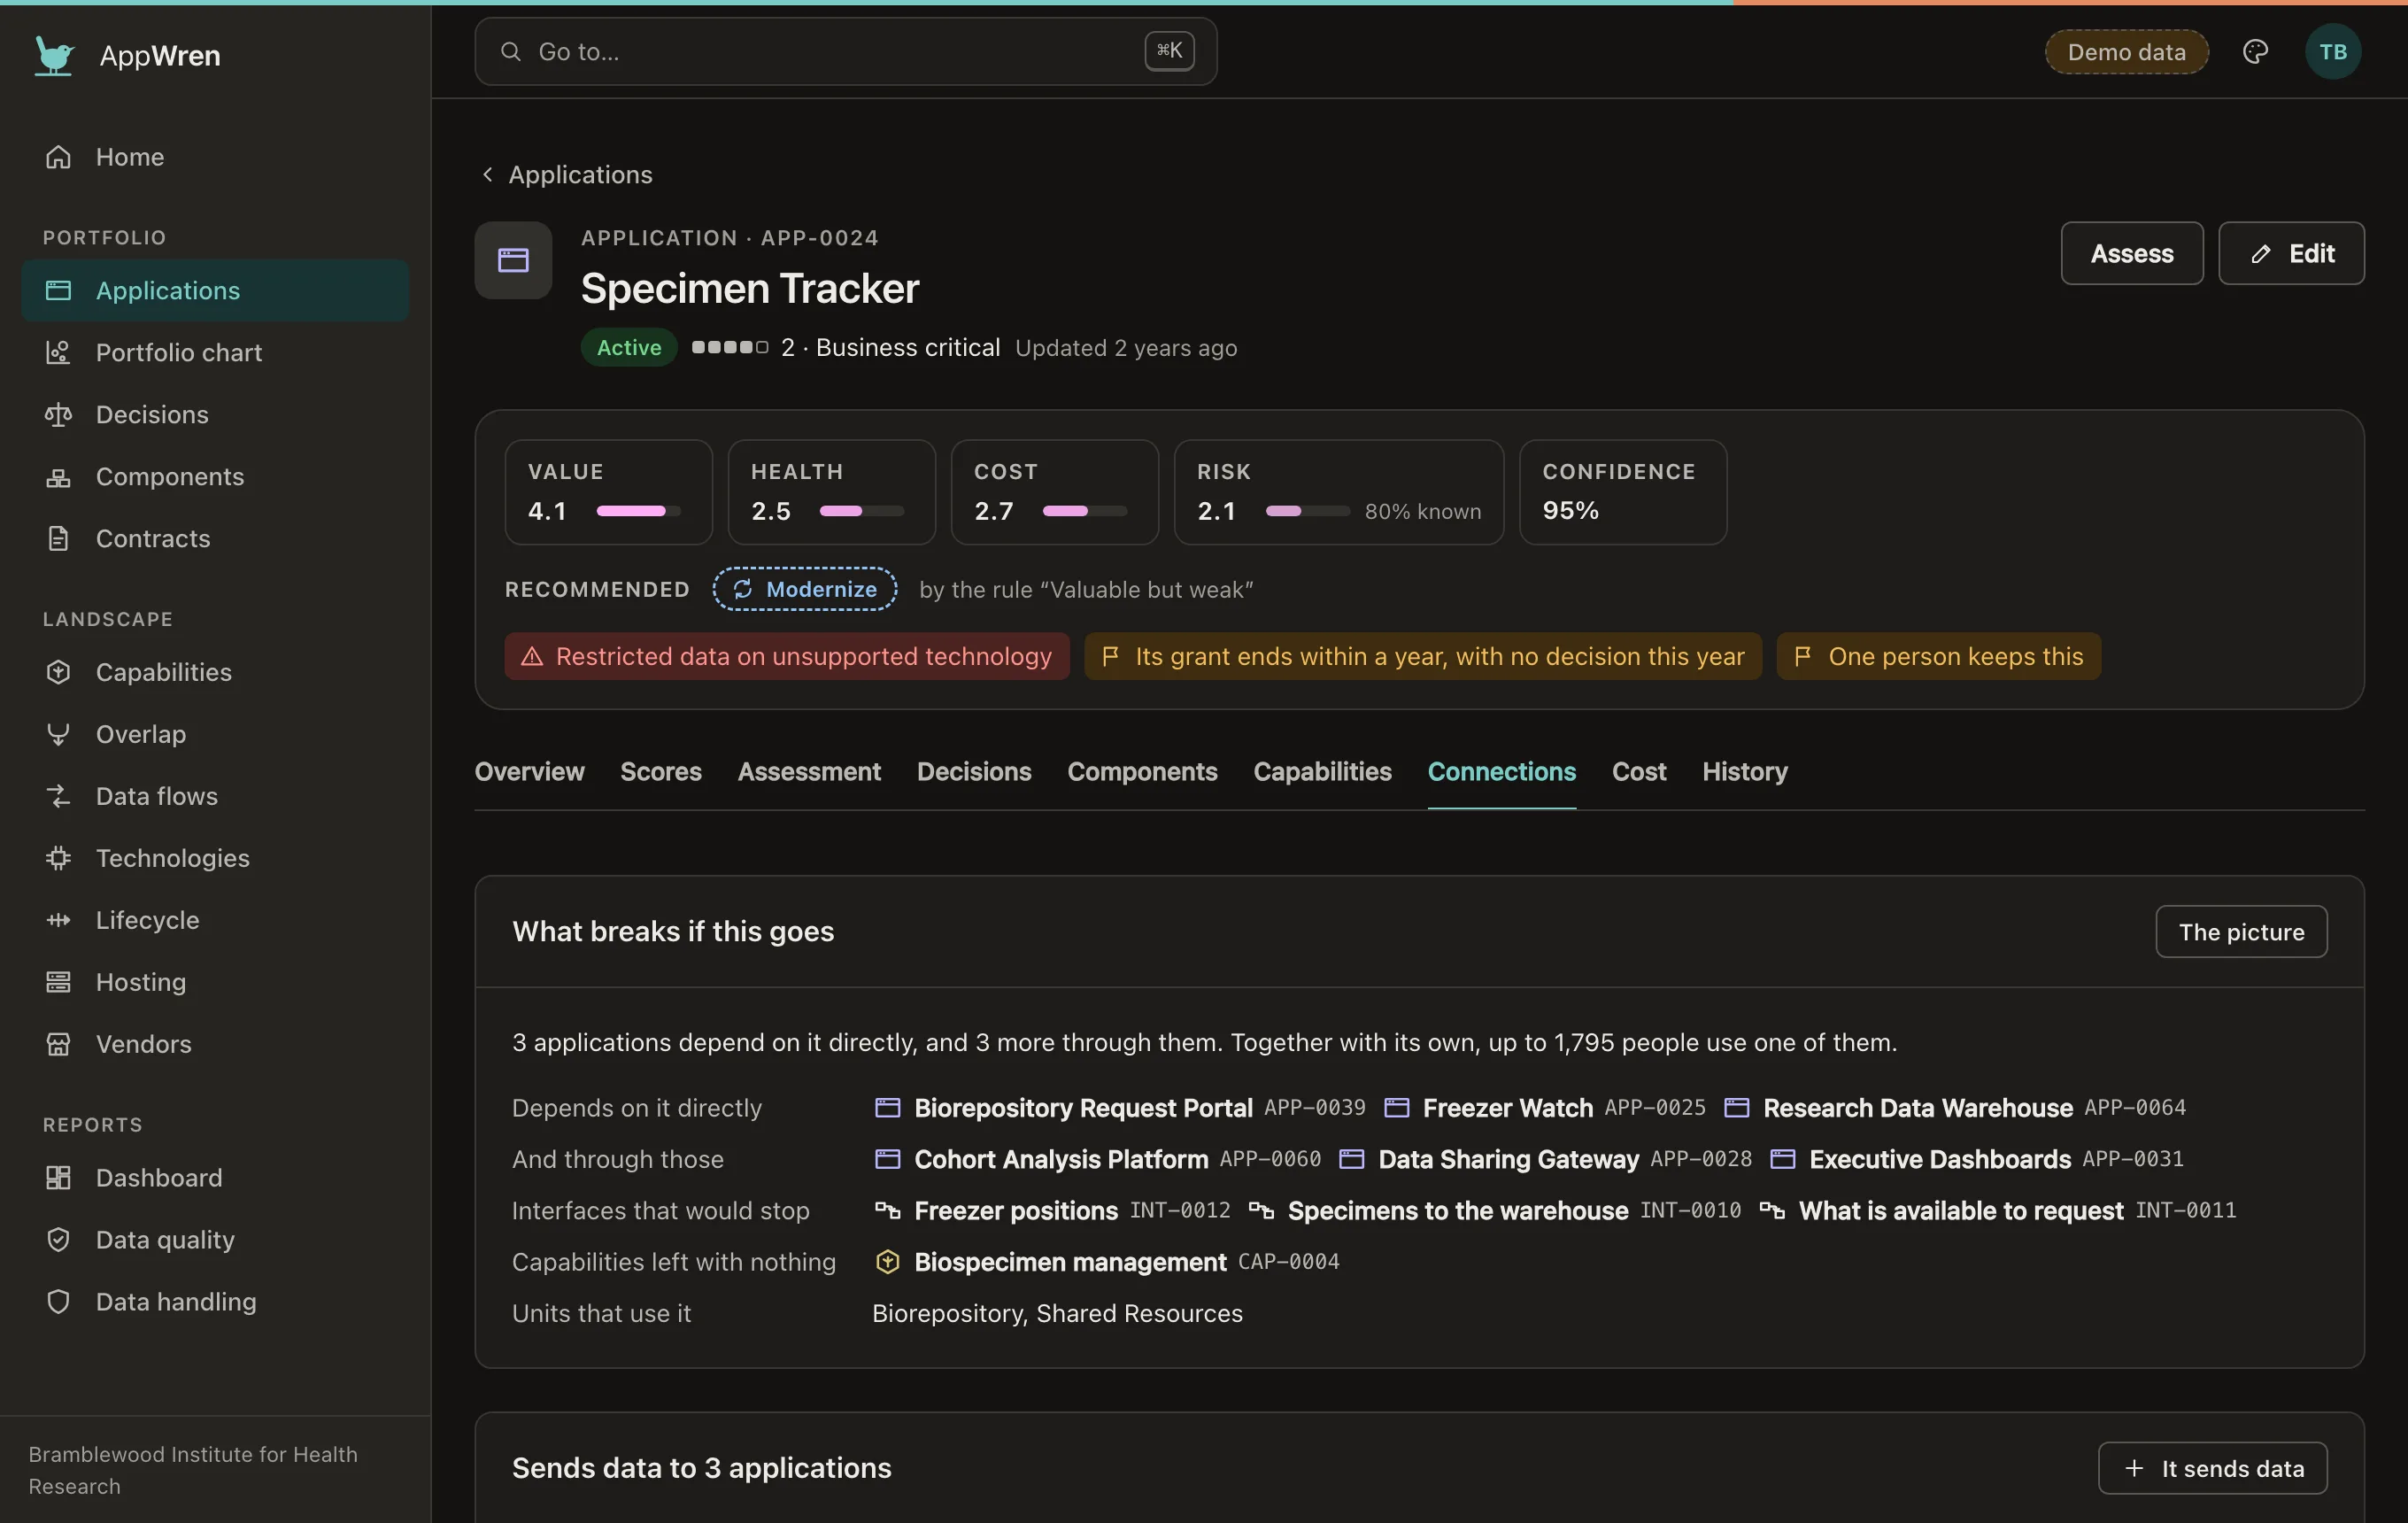 AppWren
Go to...
⌘K
Demo data
TB
Home
PORTFOLIO
Applications
Portfolio chart
Decisions
Components
Contracts
LANDSCAPE
Capabilities
Overlap
Data flows
Technologies
Lifecycle
Hosting
Vendors
REPORTS
Dashboard
Data quality
Data handling
Bramblewood Institute for Health
Research
Applications
APPLICATION · APP-0024
Specimen Tracker
Assess
Edit
Active 2 · Business critical Updated 2 years ago
VALUE
4.1
HEALTH
2.5
COST
2.7
RISK
2.1 80% known
CONFIDENCE
95%
RECOMMENDED Modernize by the rule “Valuable but weak”
Restricted data on unsupported technology Its grant ends within a year, with no decision this year One person keeps this
Overview Scores Assessment Decisions Components Capabilities Connections Cost History
What breaks if this goes
The picture
3 applications depend on it directly, and 3 more through them. Together with its own, up to 1,795 people use one of them.
Depends on it directly Biorepository Request Portal APP-0039 Freezer Watch APP-0025 Research Data Warehouse APP-0064
And through those Cohort Analysis Platform APP-0060 Data Sharing Gateway APP-0028 Executive Dashboards APP-0031
Interfaces that would stop Freezer positions INT-0012 Specimens to the warehouse INT-0010 What is available to request INT-0011
Capabilities left with nothing Biospecimen management CAP-0004
Units that use it Biorepository, Shared Resources
Sends data to 3 applications
It sends data